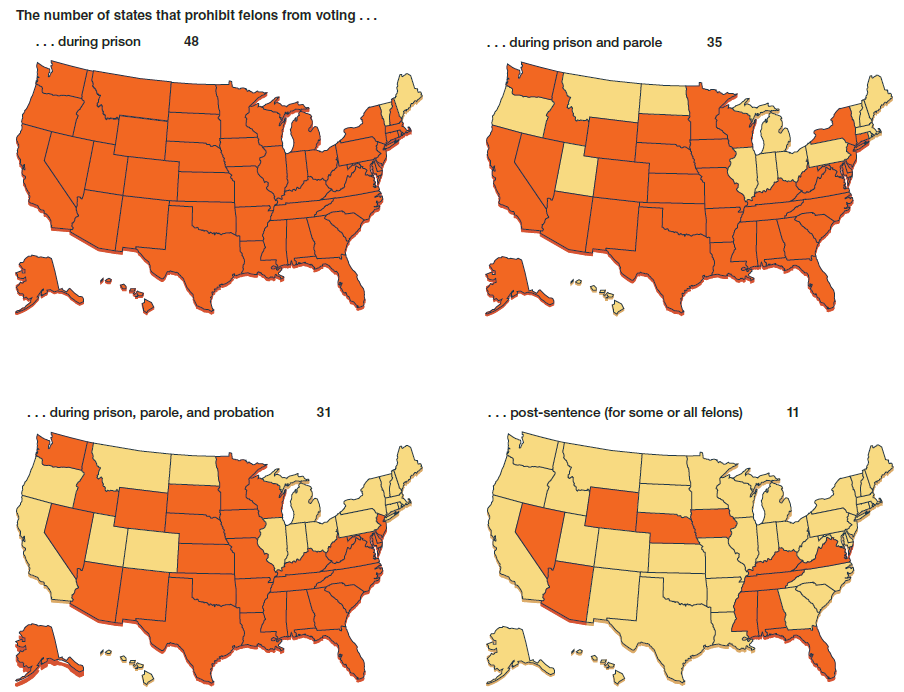 The number of states that prohibit felons from voting . . .
. . . during prison 48
. . . during prison and parole 35
. . . during prison, parole, and probation 31
. . . post-sentence (for some or all felons) 11